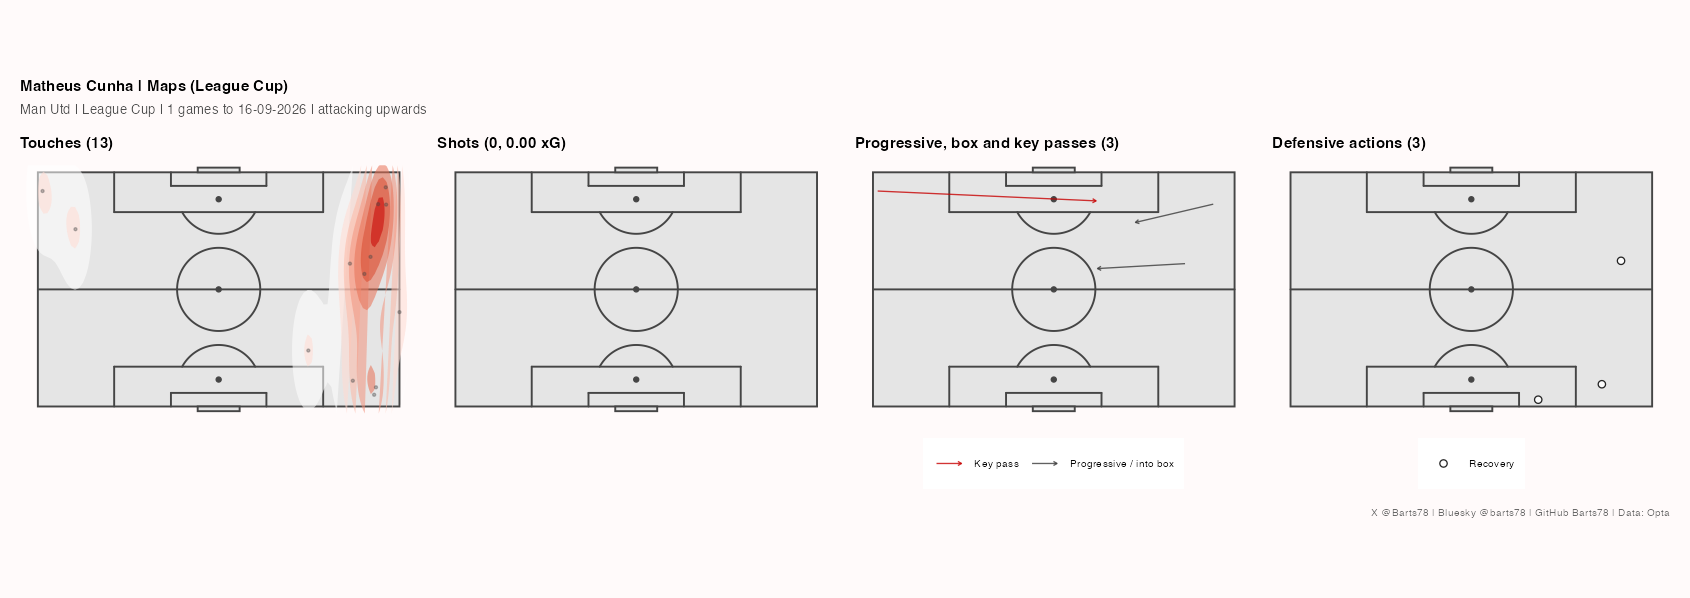 Matheus Cunha | Maps (League Cup)
Man Utd | League Cup | 1 games to 16-09-2026 | attacking upwards
Touches (13)
Shots (0, 0.00 xG)
Progressive, box and key passes (3)
Defensive actions (3)
Key pass
Progressive / into box
Recovery
X @Barts78 | Bluesky @barts78 | GitHub Barts78 | Data: Opta